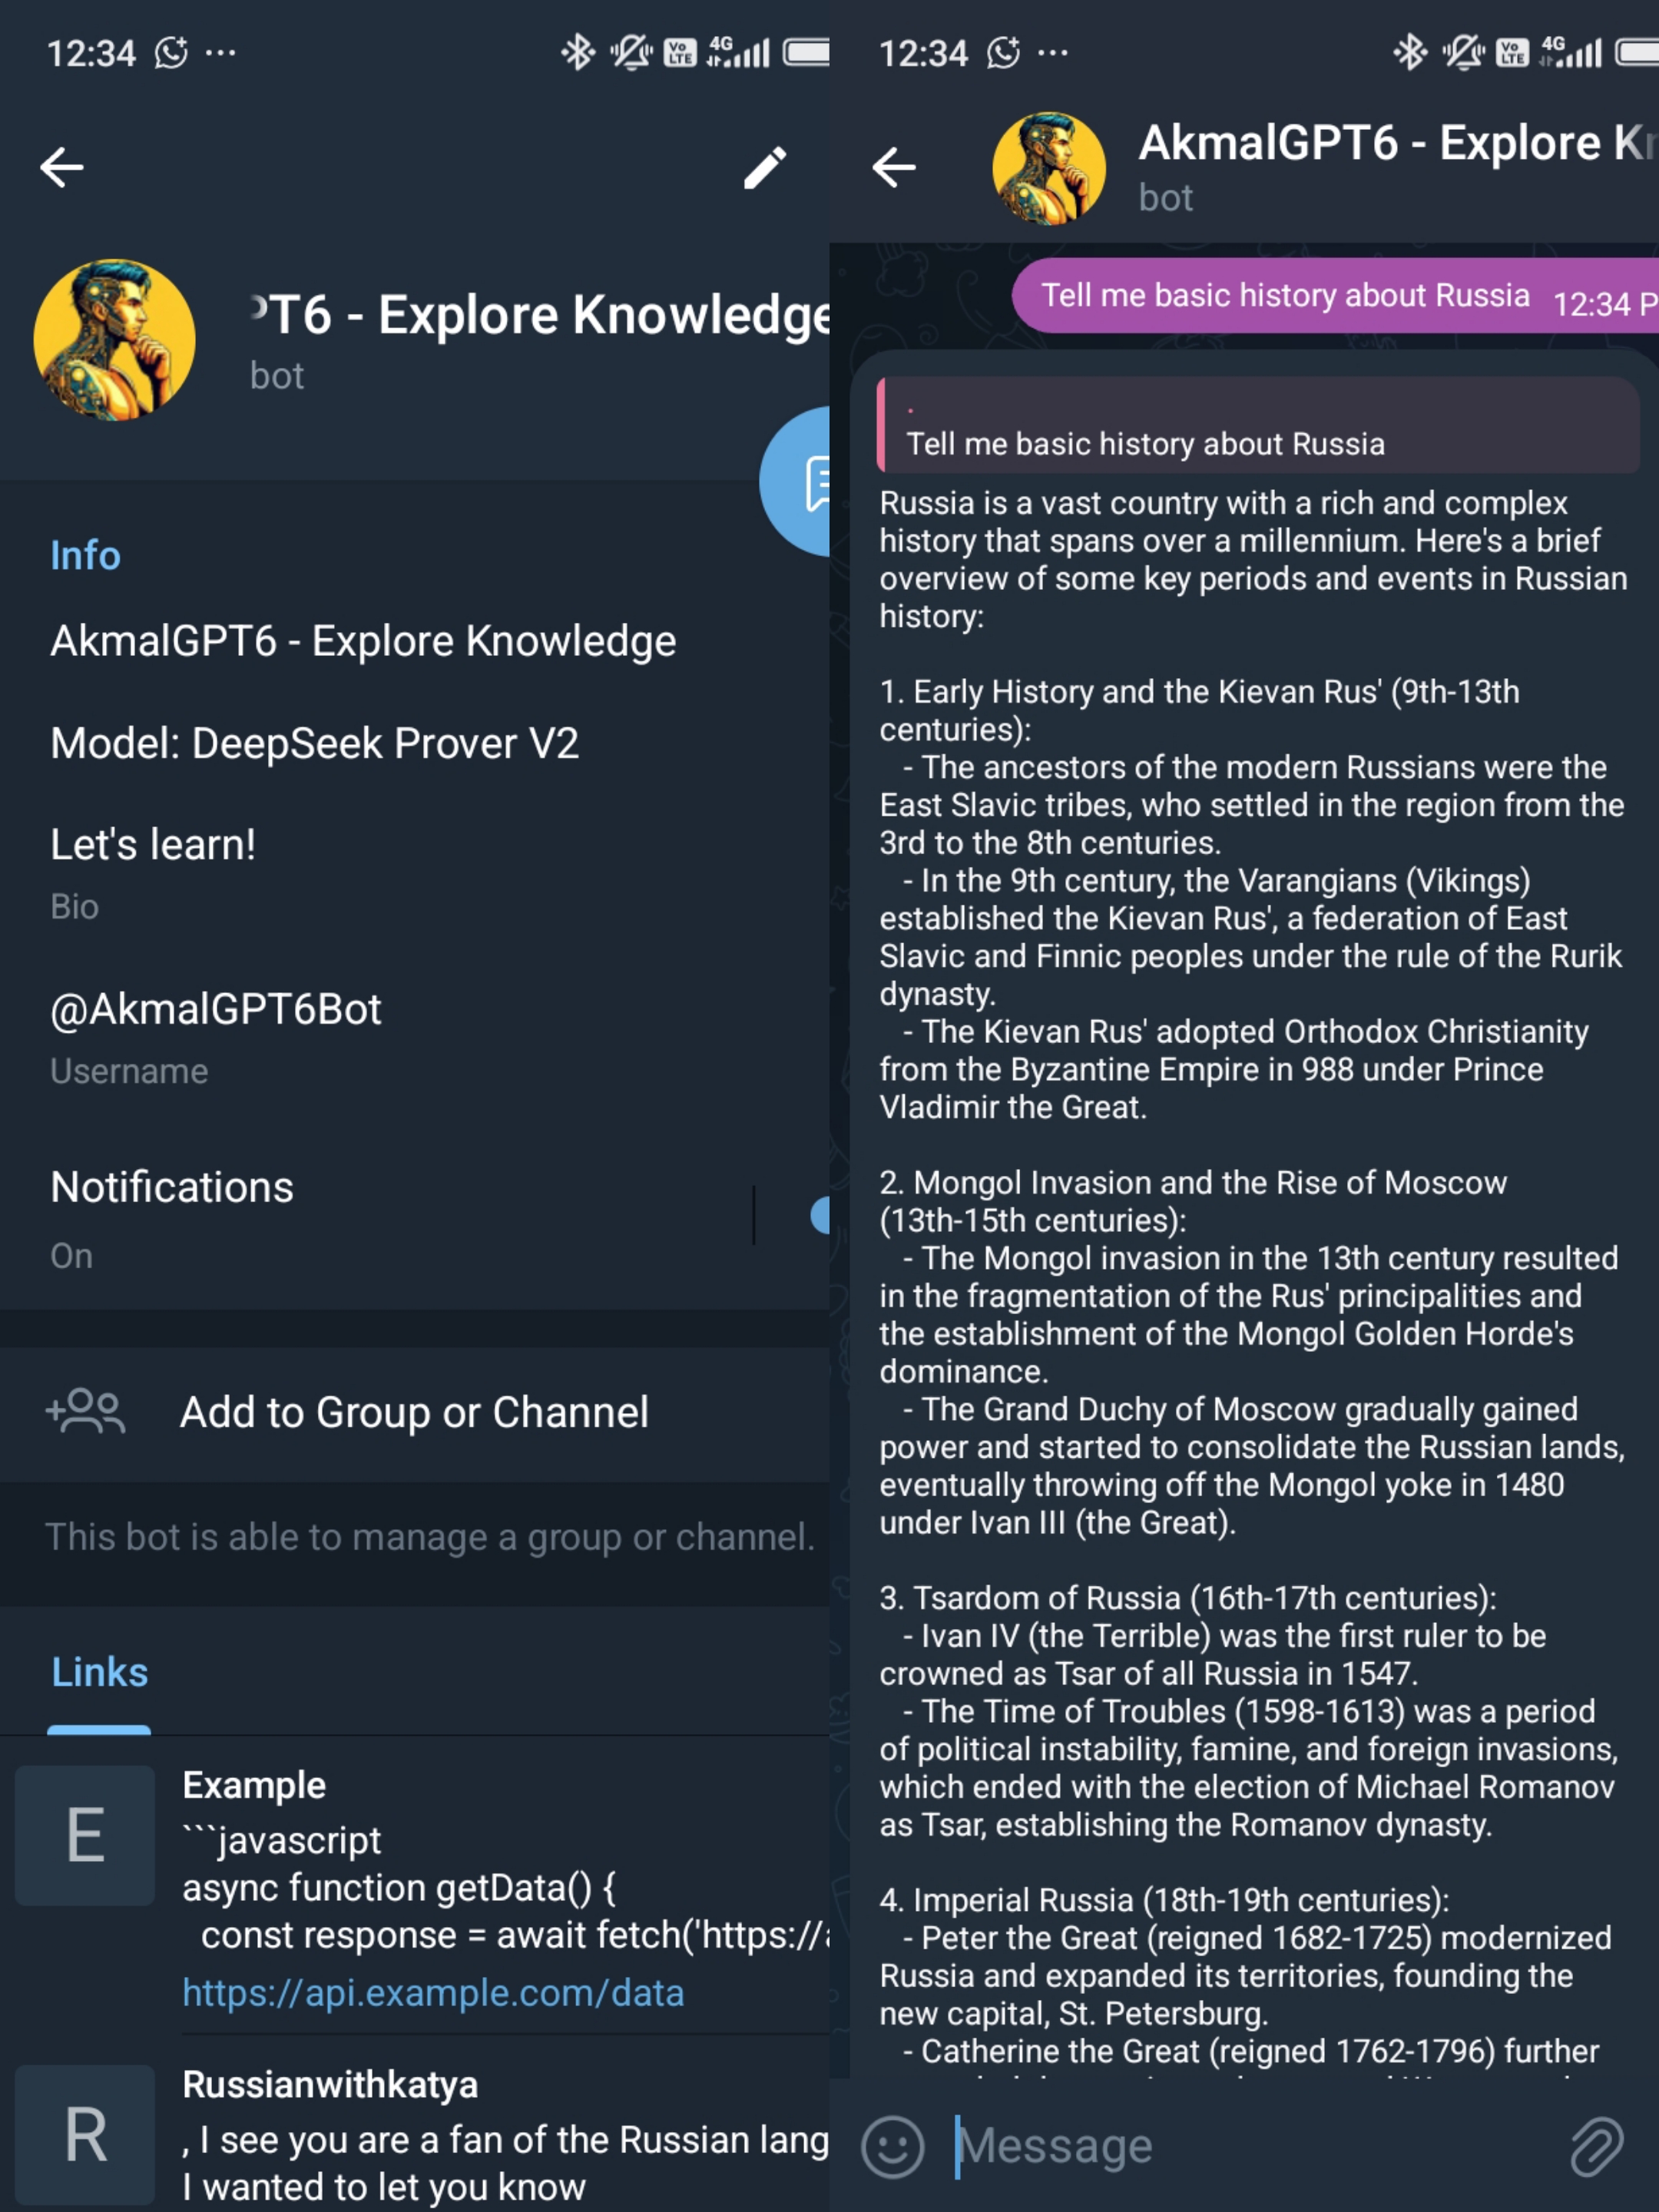 12:34
4G
Vo
LTE
PT6 - Explore Knowledge
bot
Info
AkmalGPT6 - Explore Knowledge
Model: DeepSeek Prover V2
Let's learn!
Bio
@AkmalGPT6Bot
Username
Notifications
On
Add to Group or Channel
This bot is able to manage a group or channel.
Links
E
Example
```javascript
async function getData() {
const response = await fetch('https://
https://api.example.com/data
R
Russianwithkatya
, I see you are a fan of the Russian lang
I wanted to let you know
12:34
4G
Vo
LTE
AkmalGPT6 - Explore Kn
bot
Tell me basic history about Russia 12:34 P
.
Tell me basic history about Russia
Russia is a vast country with a rich and complex
history that spans over a millennium. Here's a brief
overview of some key periods and events in Russian
history:
1. Early History and the Kievan Rus' (9th-13th
centuries):
- The ancestors of the modern Russians were the
East Slavic tribes, who settled in the region from the
3rd to the 8th centuries.
- In the 9th century, the Varangians (Vikings)
established the Kievan Rus', a federation of East
Slavic and Finnic peoples under the rule of the Rurik
dynasty.
- The Kievan Rus' adopted Orthodox Christianity
from the Byzantine Empire in 988 under Prince
Vladimir the Great.
2. Mongol Invasion and the Rise of Moscow
(13th-15th centuries):
- The Mongol invasion in the 13th century resulted
in the fragmentation of the Rus' principalities and
the establishment of the Mongol Golden Horde's
dominance.
- The Grand Duchy of Moscow gradually gained
power and started to consolidate the Russian lands,
eventually throwing off the Mongol yoke in 1480
under Ivan III (the Great).
3. Tsardom of Russia (16th-17th centuries):
- Ivan IV (the Terrible) was the first ruler to be
crowned as Tsar of all Russia in 1547.
- The Time of Troubles (1598-1613) was a period
of political instability, famine, and foreign invasions,
which ended with the election of Michael Romanov
as Tsar, establishing the Romanov dynasty.
4. Imperial Russia (18th-19th centuries):
- Peter the Great (reigned 1682-1725) modernized
Russia and expanded its territories, founding the
new capital, St. Petersburg.
- Catherine the Great (reigned 1762-1796) further
Message